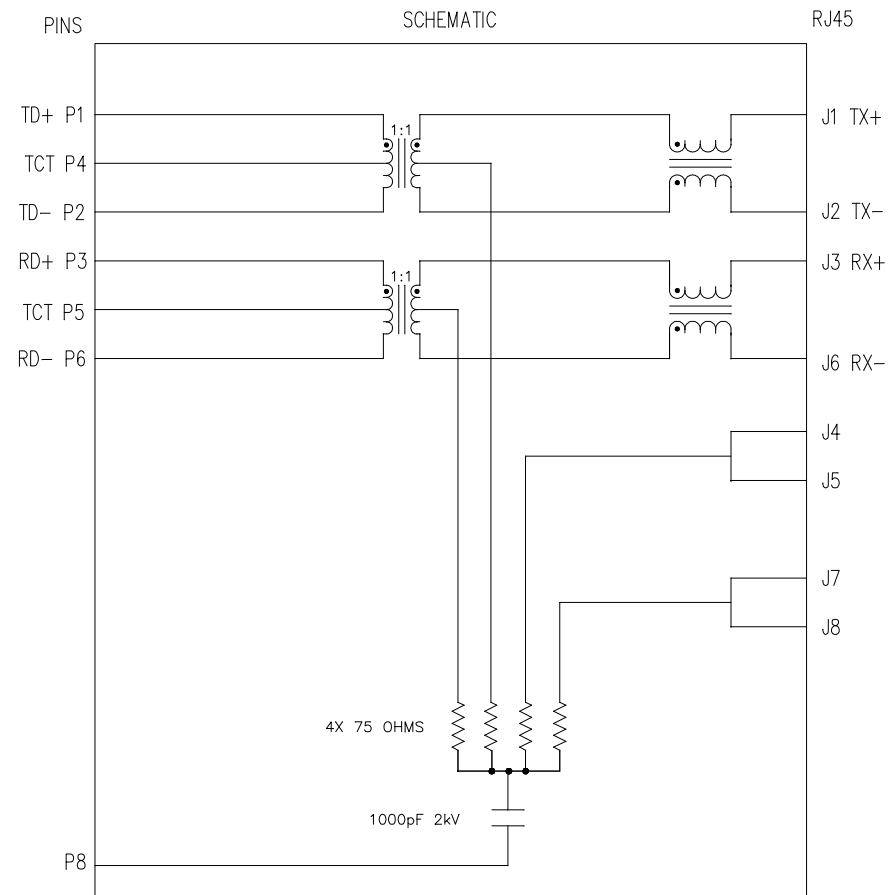 PINS
SCHEMATIC
RJ45
TD+ P1
1:1
J1 TX+
TCT P4
TD- P2
J2 TX-
RD+ P3
1:1
J3 RX+
TCT P5
RD- P6
J6 RX-
J4
J5
J7
J8
4X 75 OHMS
1000pF 2kV
P8